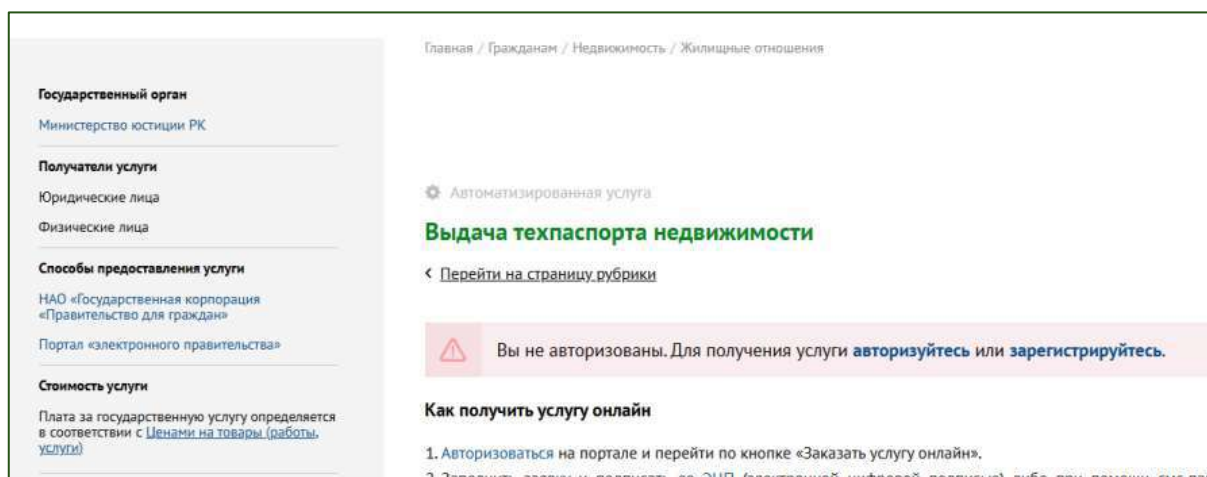 Главная / Гражданам / Недвижимость / Жилищные отношения
Государственный орган
Министерство юстиции РК
Получатели услуги
Юридические лица
Физические лица
Способы предоставления услуги
НАО «Государственная корпорация
«Правительство для граждан»
Портал «электронного правительства»
Стоимость услуги
Плата за государственную услугу определяется
в соответствии с Ценами на товары (работы,
услуги)
Автоматизированная услуга
Выдача техпаспорта недвижимости
‹ Перейти на страницу рубрики
Вы не авторизованы. Для получения услуги авторизуйтесь или зарегистрируйтесь.
Как получить услугу онлайн
1. Авторизоваться на портале и перейти по кнопке «Заказать услугу онлайн».